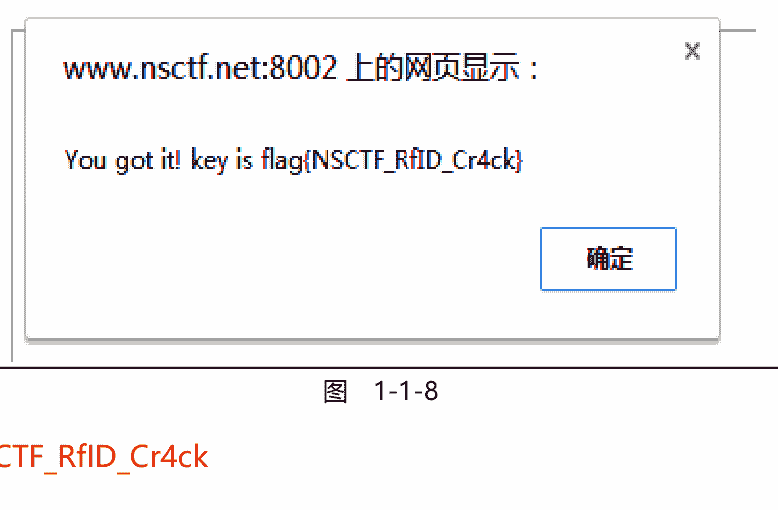 www.nsctf.net:8002 上的网页显示：
You got it! key is flag{NSCTF_RfID_Cr4ck}
确定
图 1-1-8
CTF_RfID_Cr4ck